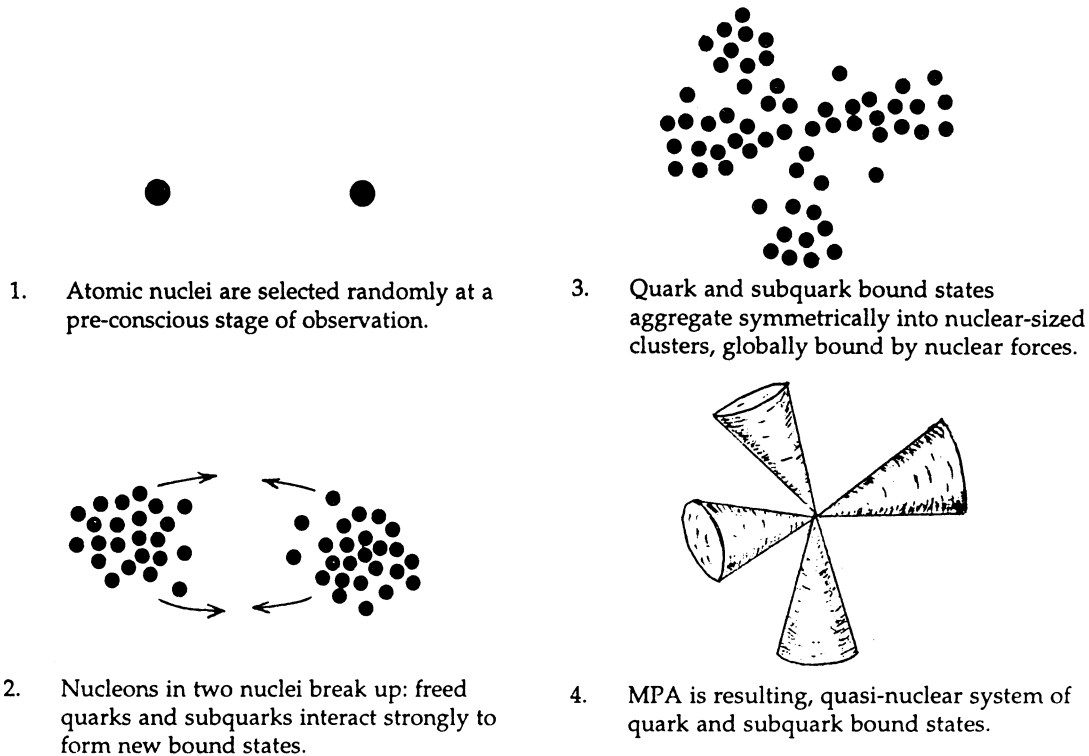 1. Atomic nuclei are selected randomly at a
pre-conscious stage of observation.
2. Nucleons in two nuclei break up: freed
quarks and subquarks interact strongly to
form new bound states.
3. Quark and subquark bound states
aggregate symmetrically into nuclear-sized
clusters, globally bound by nuclear forces.
4. MPA is resulting, quasi-nuclear system of
quark and subquark bound states.